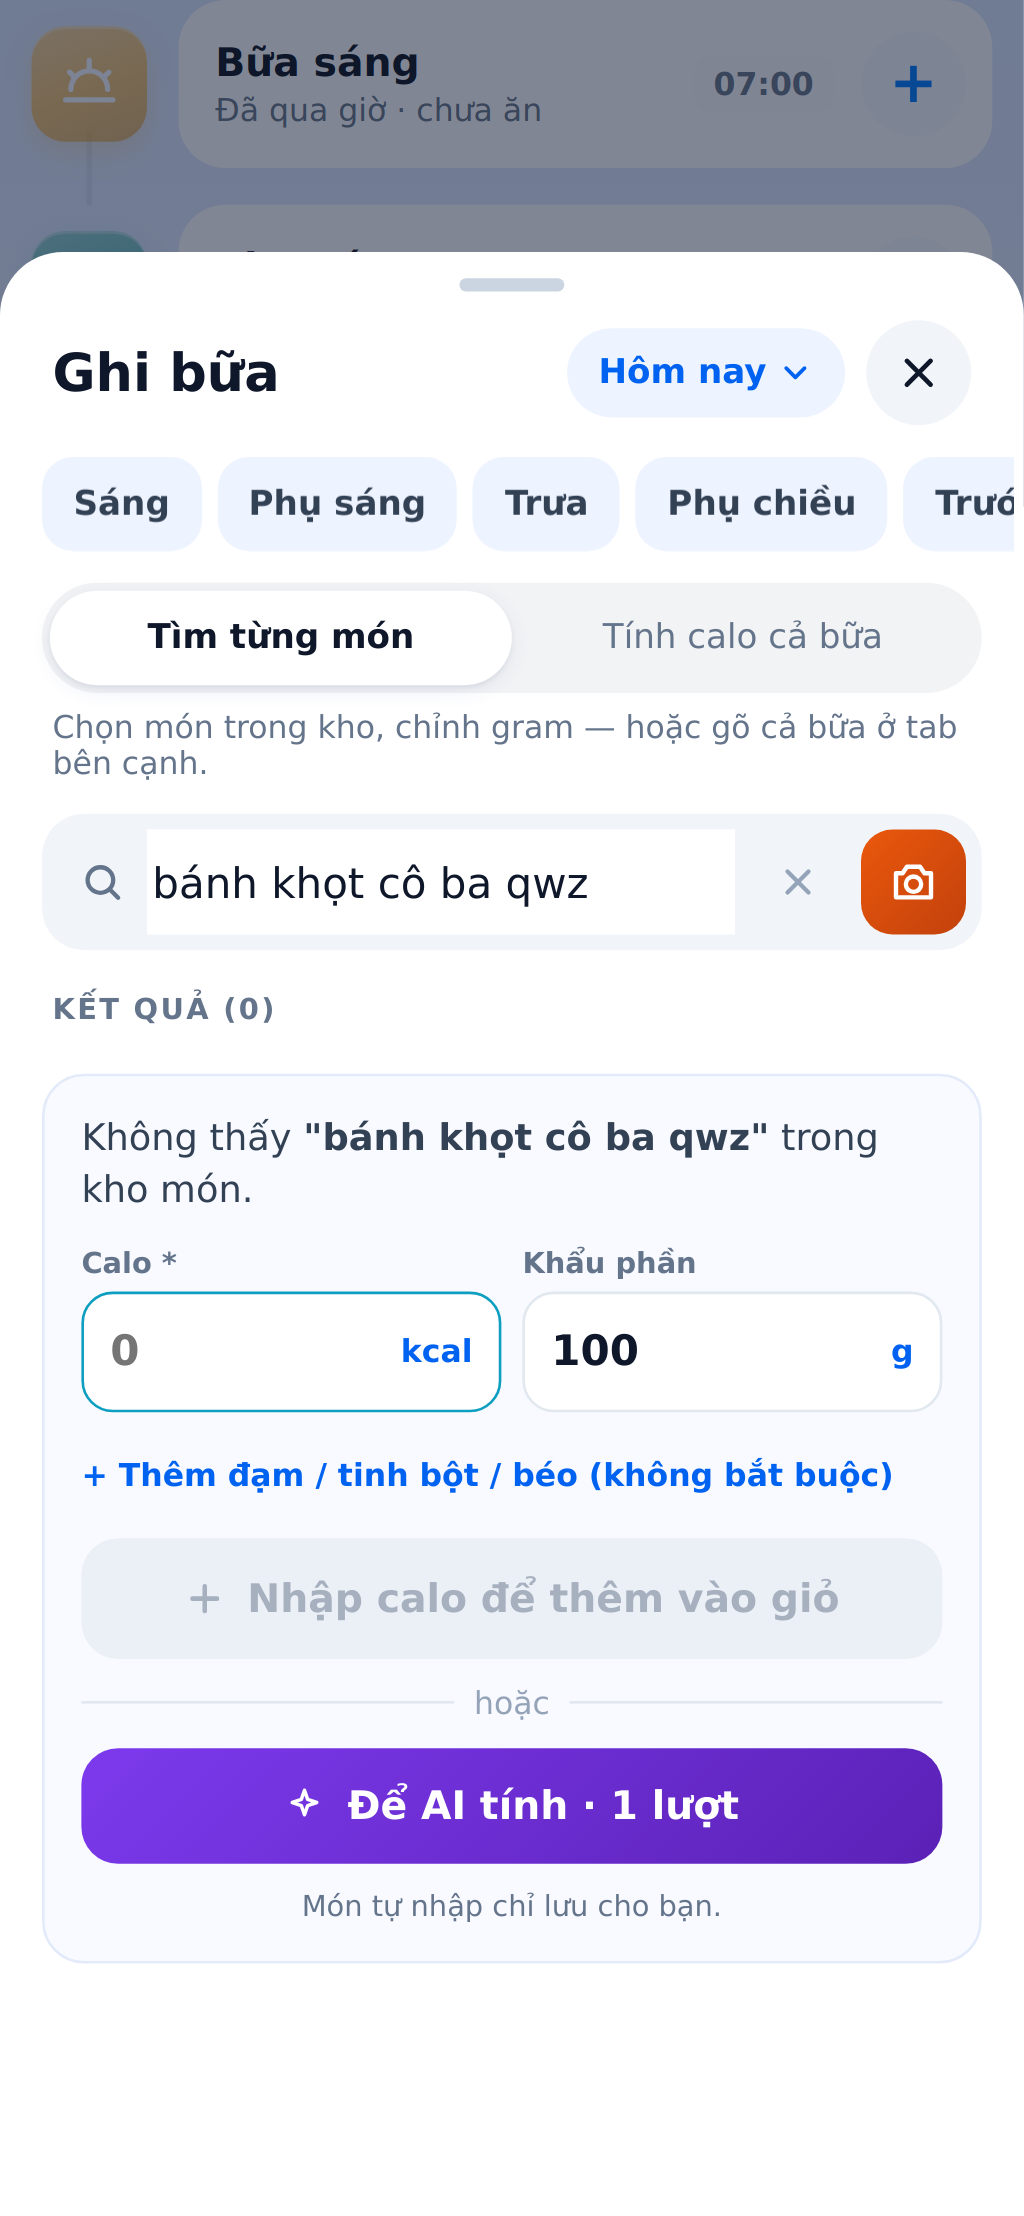 Bữa sáng
Đã qua giờ · chưa ăn
07:00
Ghi bữa
Hôm nay
Sáng
Phụ sáng
Trưa
Phụ chiều
Tìm từng món
Tính calo cả bữa
Chọn món trong kho, chỉnh gram — hoặc gõ cả bữa ở tab
bên cạnh.
bánh khọt cô ba qwz
KẾT QUẢ (0)
Không thấy "bánh khọt cô ba qwz" trong
kho món.
Calo *
Khẩu phần
0 kcal
100 g
+ Thêm đạm / tinh bột / béo (không bắt buộc)
+ Nhập calo để thêm vào giỏ
hoặc
Để AI tính · 1 lượt
Món tự nhập chỉ lưu cho bạn.